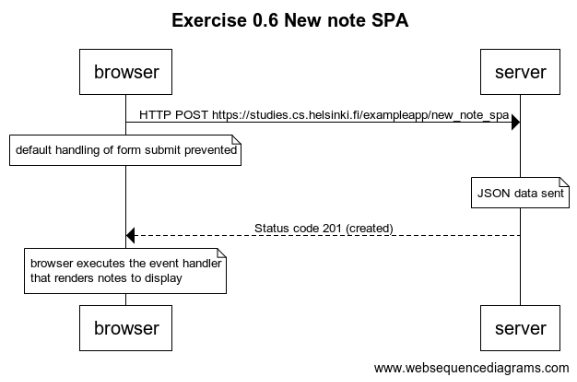 Exercise 0.6 New note SPA
browser
server
HTTP POST https://studies.cs.helsinki.fi/exampleapp/new_note_spa
default handling of form submit prevented
JSON data sent
Status code 201 (created)
browser executes the event handler
that renders notes to display
browser
server
www.websequencediagrams.com